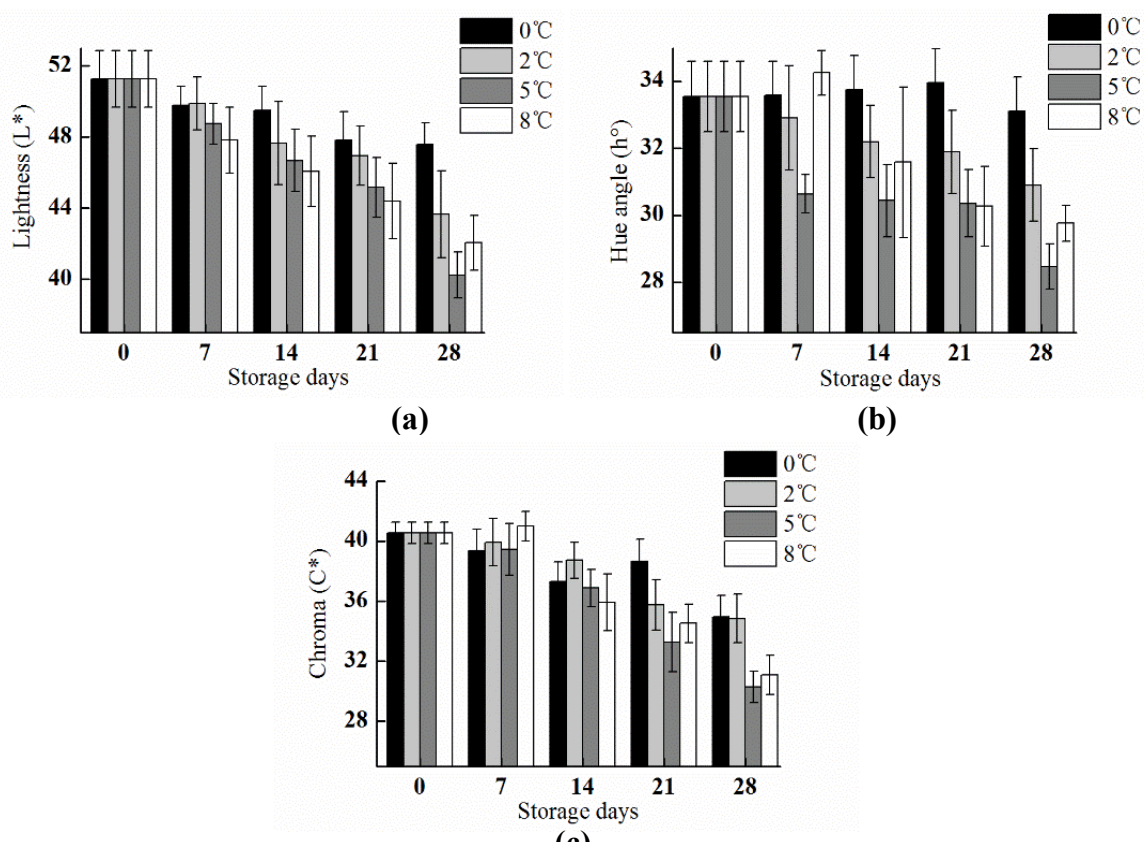 0℃
2℃
5℃
8℃
52
48
44
40
Lightness (L*)
0 7 14 21 28
Storage days
(a)
0℃
2℃
5℃
8℃
34
32
30
28
Hue angle (h°)
0 7 14 21 28
Storage days
(b)
0℃
2℃
5℃
8℃
44
40
36
32
28
Chroma (C*)
0 7 14 21 28
Storage days